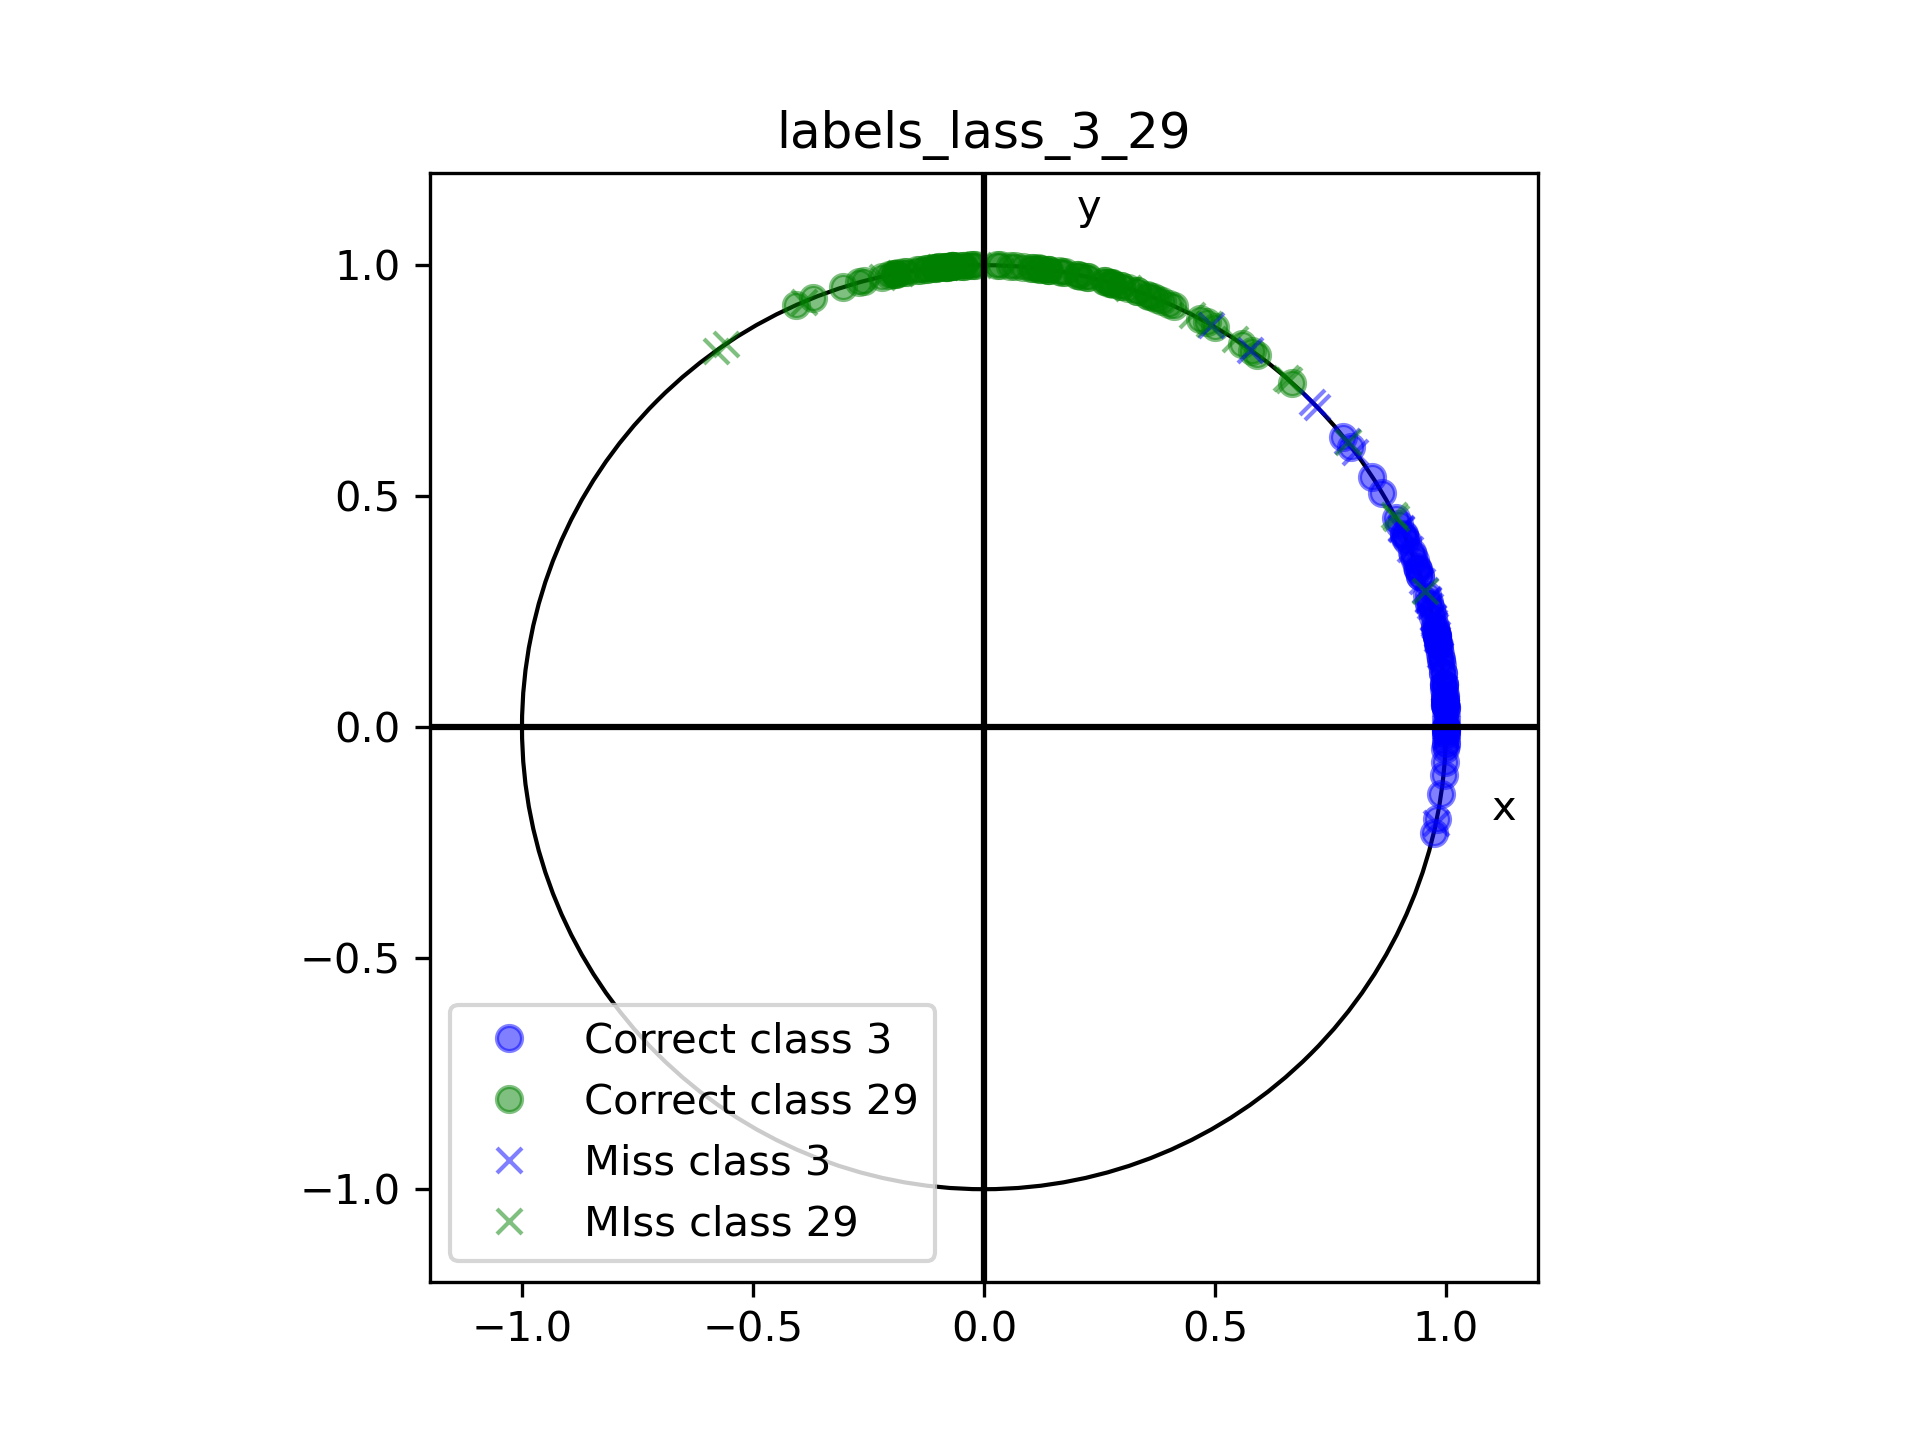 labels_lass_3_29
y
1.0
0.5
0.0
x
−0.5
−1.0
Correct class 3
Correct class 29
Miss class 3
MIss class 29
−1.0 −0.5 0.0 0.5 1.0